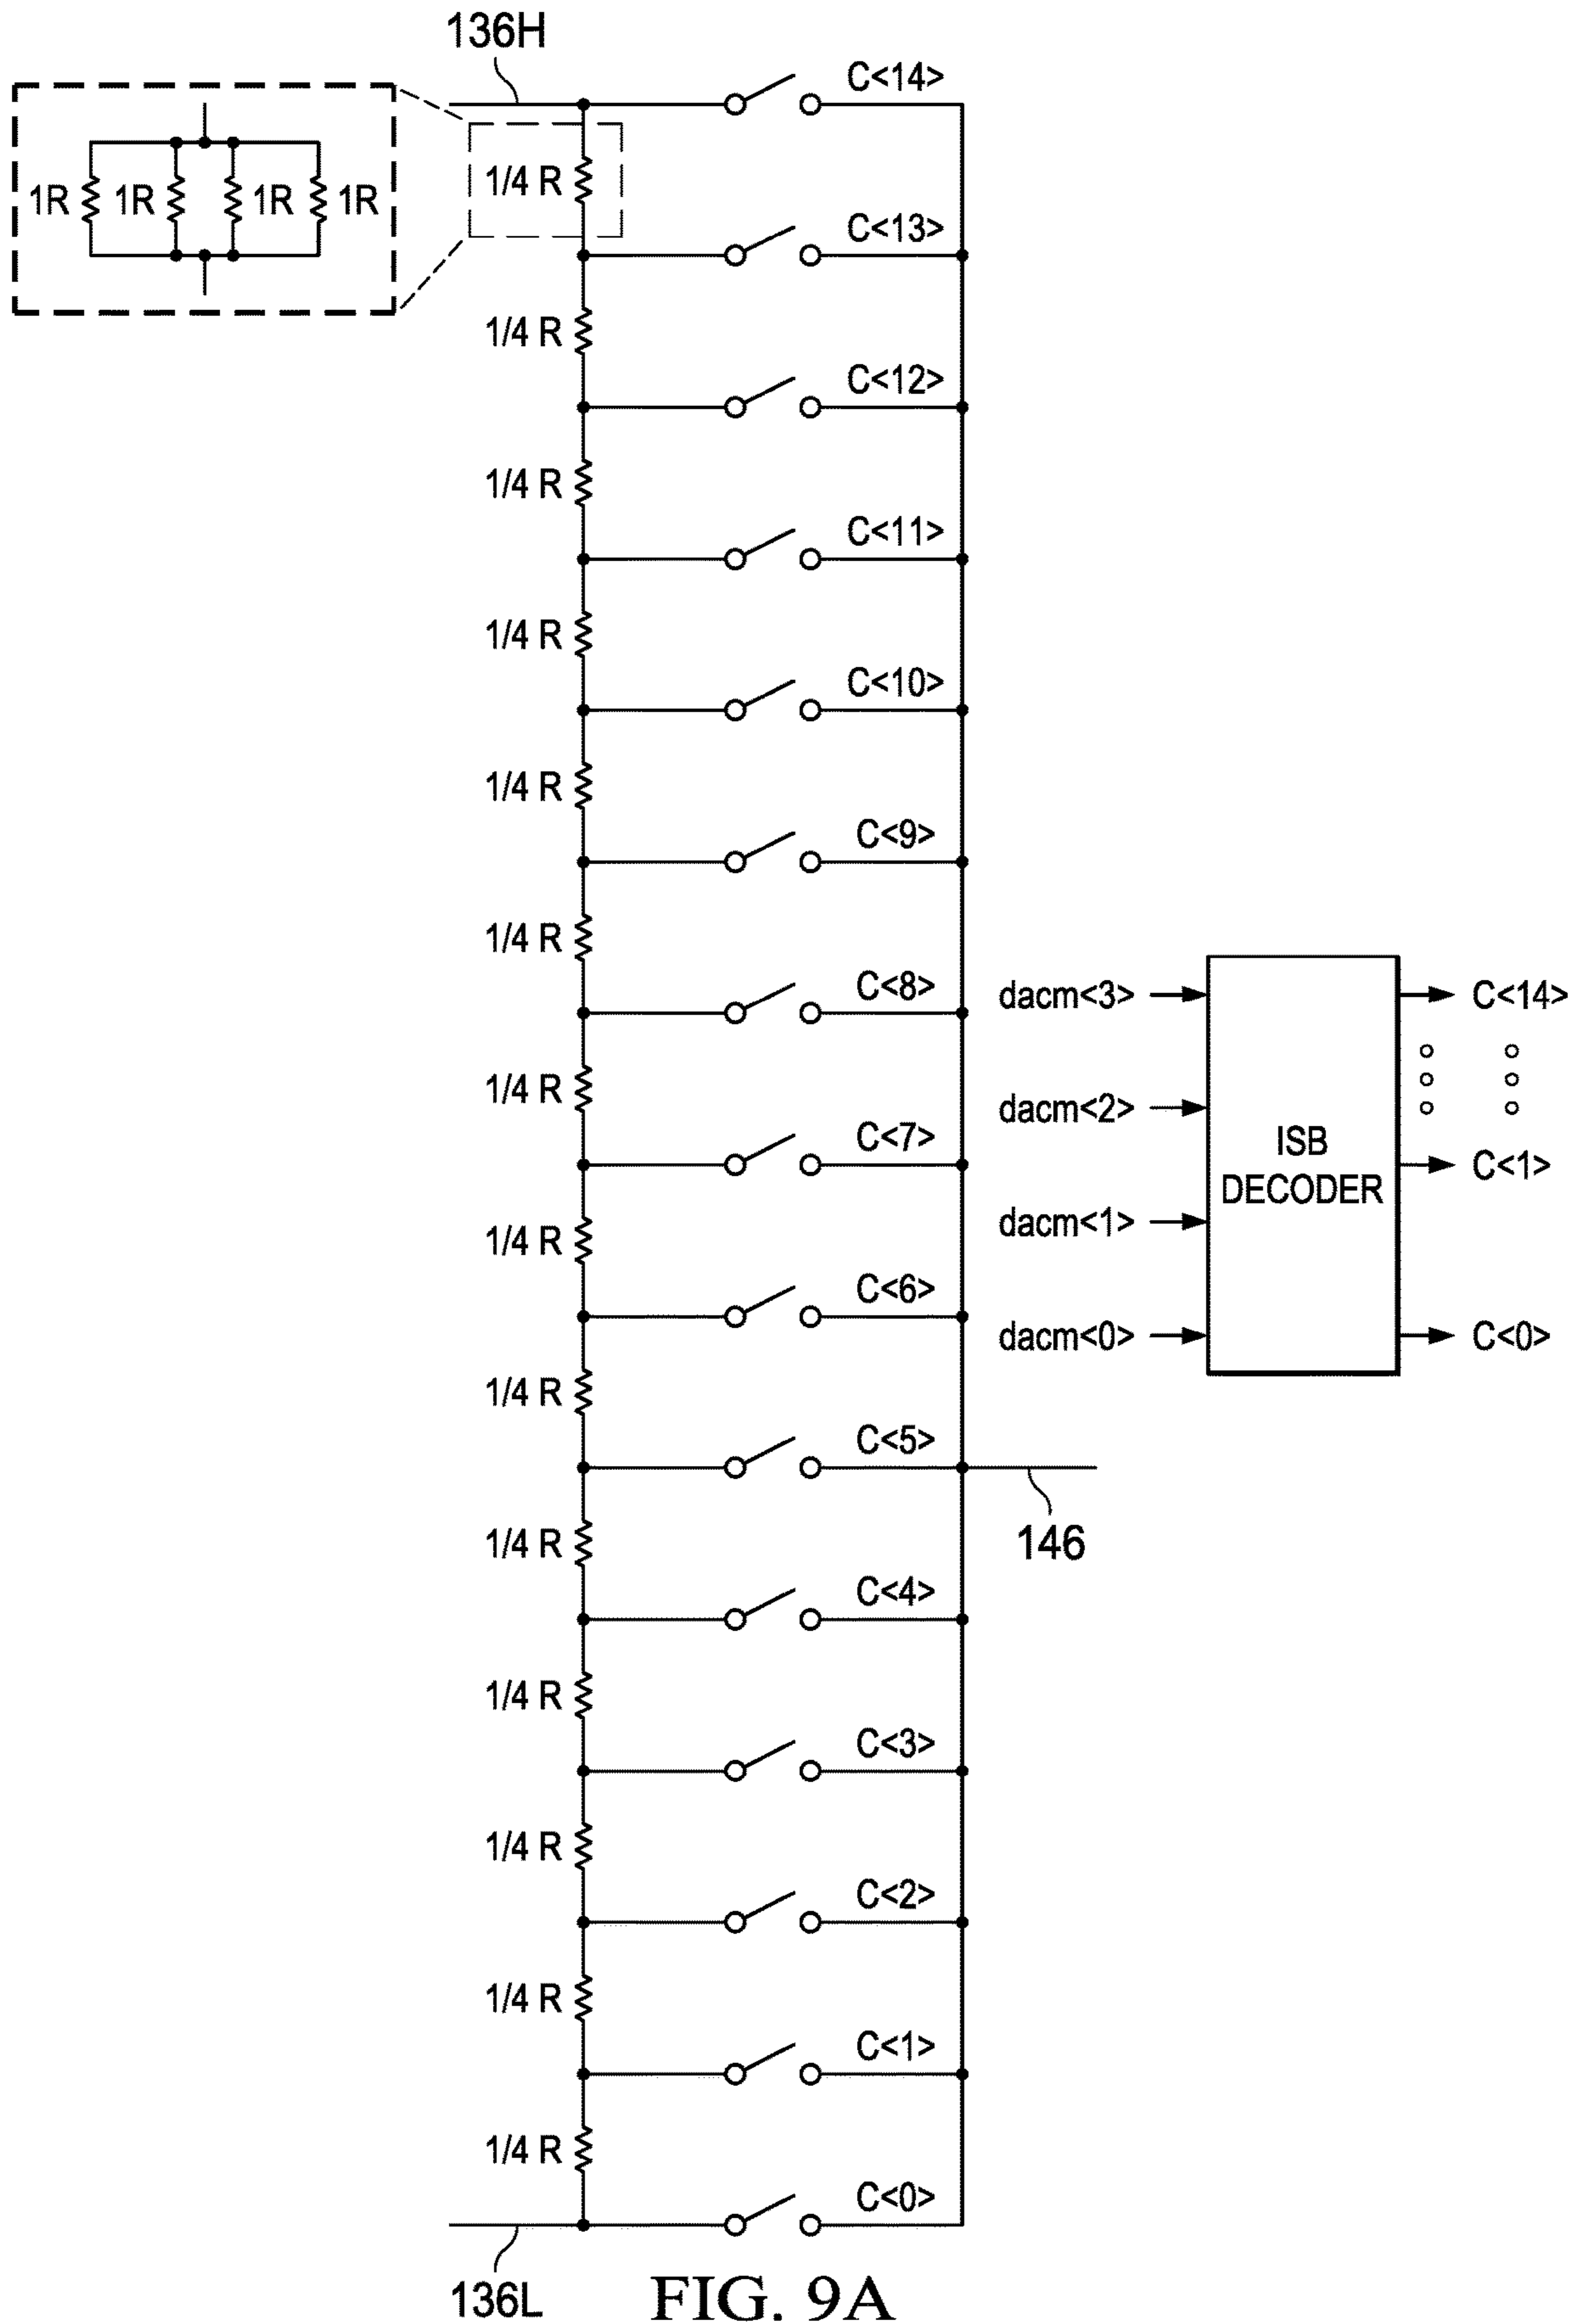 136H
C<14>
1/4 R
1R 1R 1R 1R
C<13>
1/4 R
C<12>
1/4 R
C<11>
1/4 R
C<10>
1/4 R
C<9>
1/4 R
C<8>
1/4 R
C<7>
1/4 R
C<6>
1/4 R
C<5>
146
1/4 R
C<4>
1/4 R
C<3>
1/4 R
C<2>
1/4 R
C<1>
1/4 R
C<0>
136L
dacm<3>
dacm<2>
dacm<1>
dacm<0>
ISB
DECODER
C<14>
C<1>
C<0>
FIG. 9A